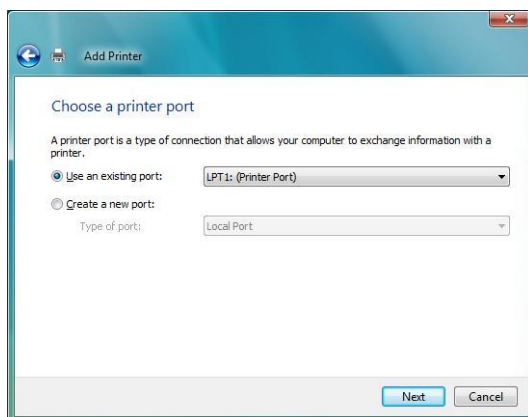 Add Printer
Choose a printer port
A printer port is a type of connection that allows your computer to exchange information with a
printer.
Use an existing port: LPT1: (Printer Port)
Create a new port:
Type of port: Local Port
Next Cancel